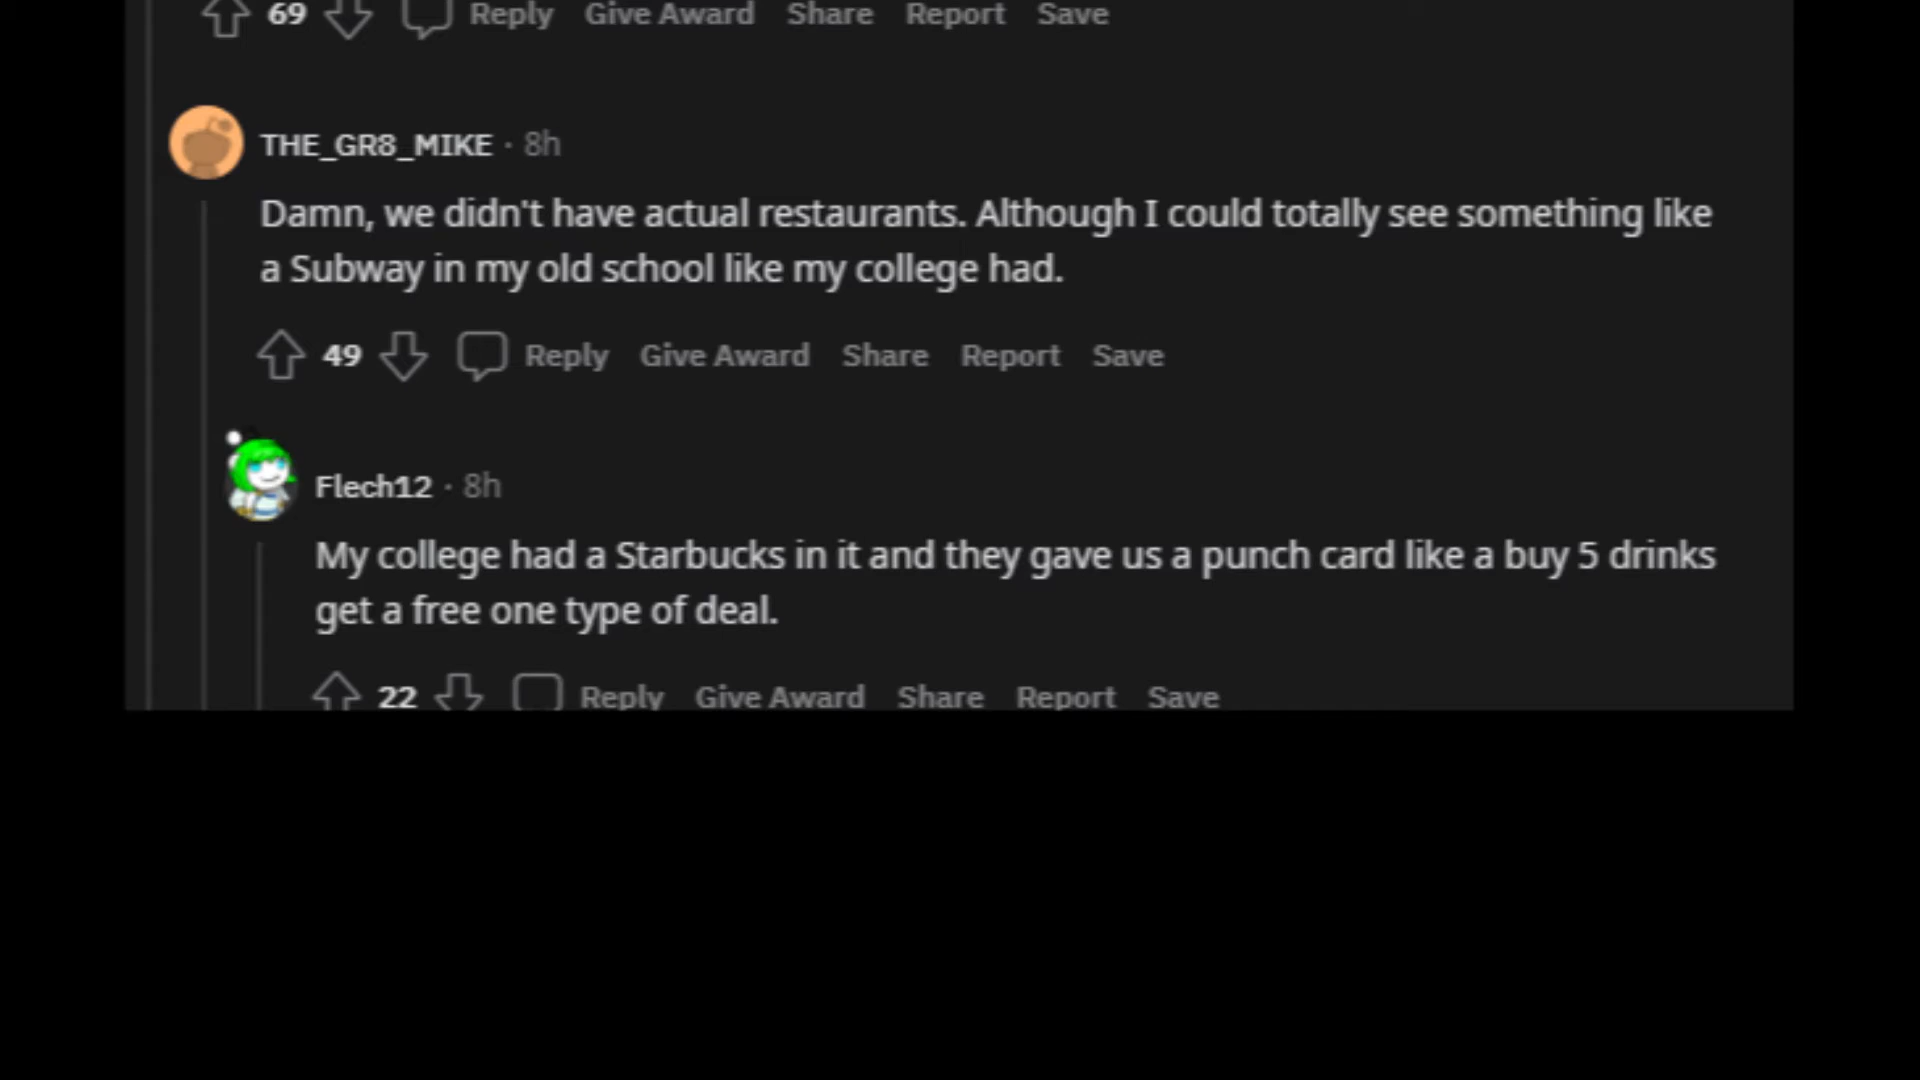 69 Reply Give Award Share Report Save
THE_GR8_MIKE · 8h
Damn, we didn't have actual restaurants. Although I could totally see something like
a Subway in my old school like my college had.
49 Reply Give Award Share Report Save
Flech12 · 8h
My college had a Starbucks in it and they gave us a punch card like a buy 5 drinks
get a free one type of deal.
22 Reply Give Award Share Report Save